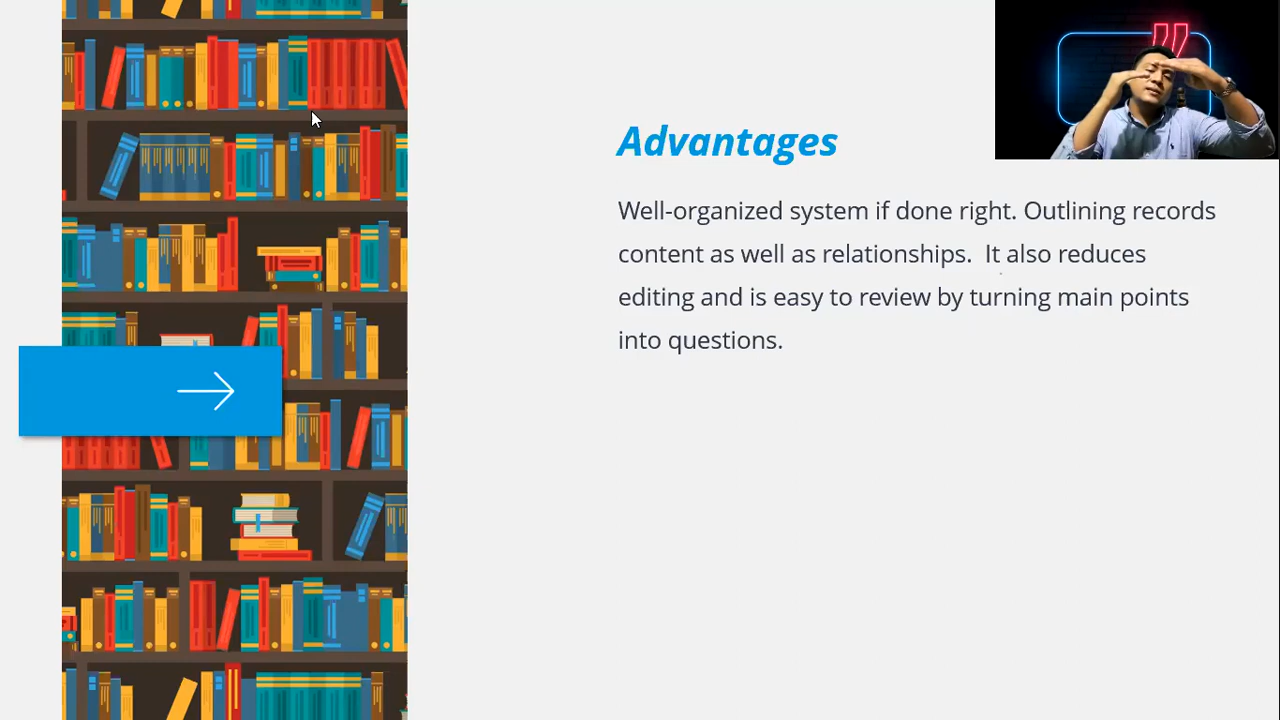 Advantages
Well-organized system if done right. Outlining records
content as well as relationships.  It also reduces
editing and is easy to review by turning main points
into questions.